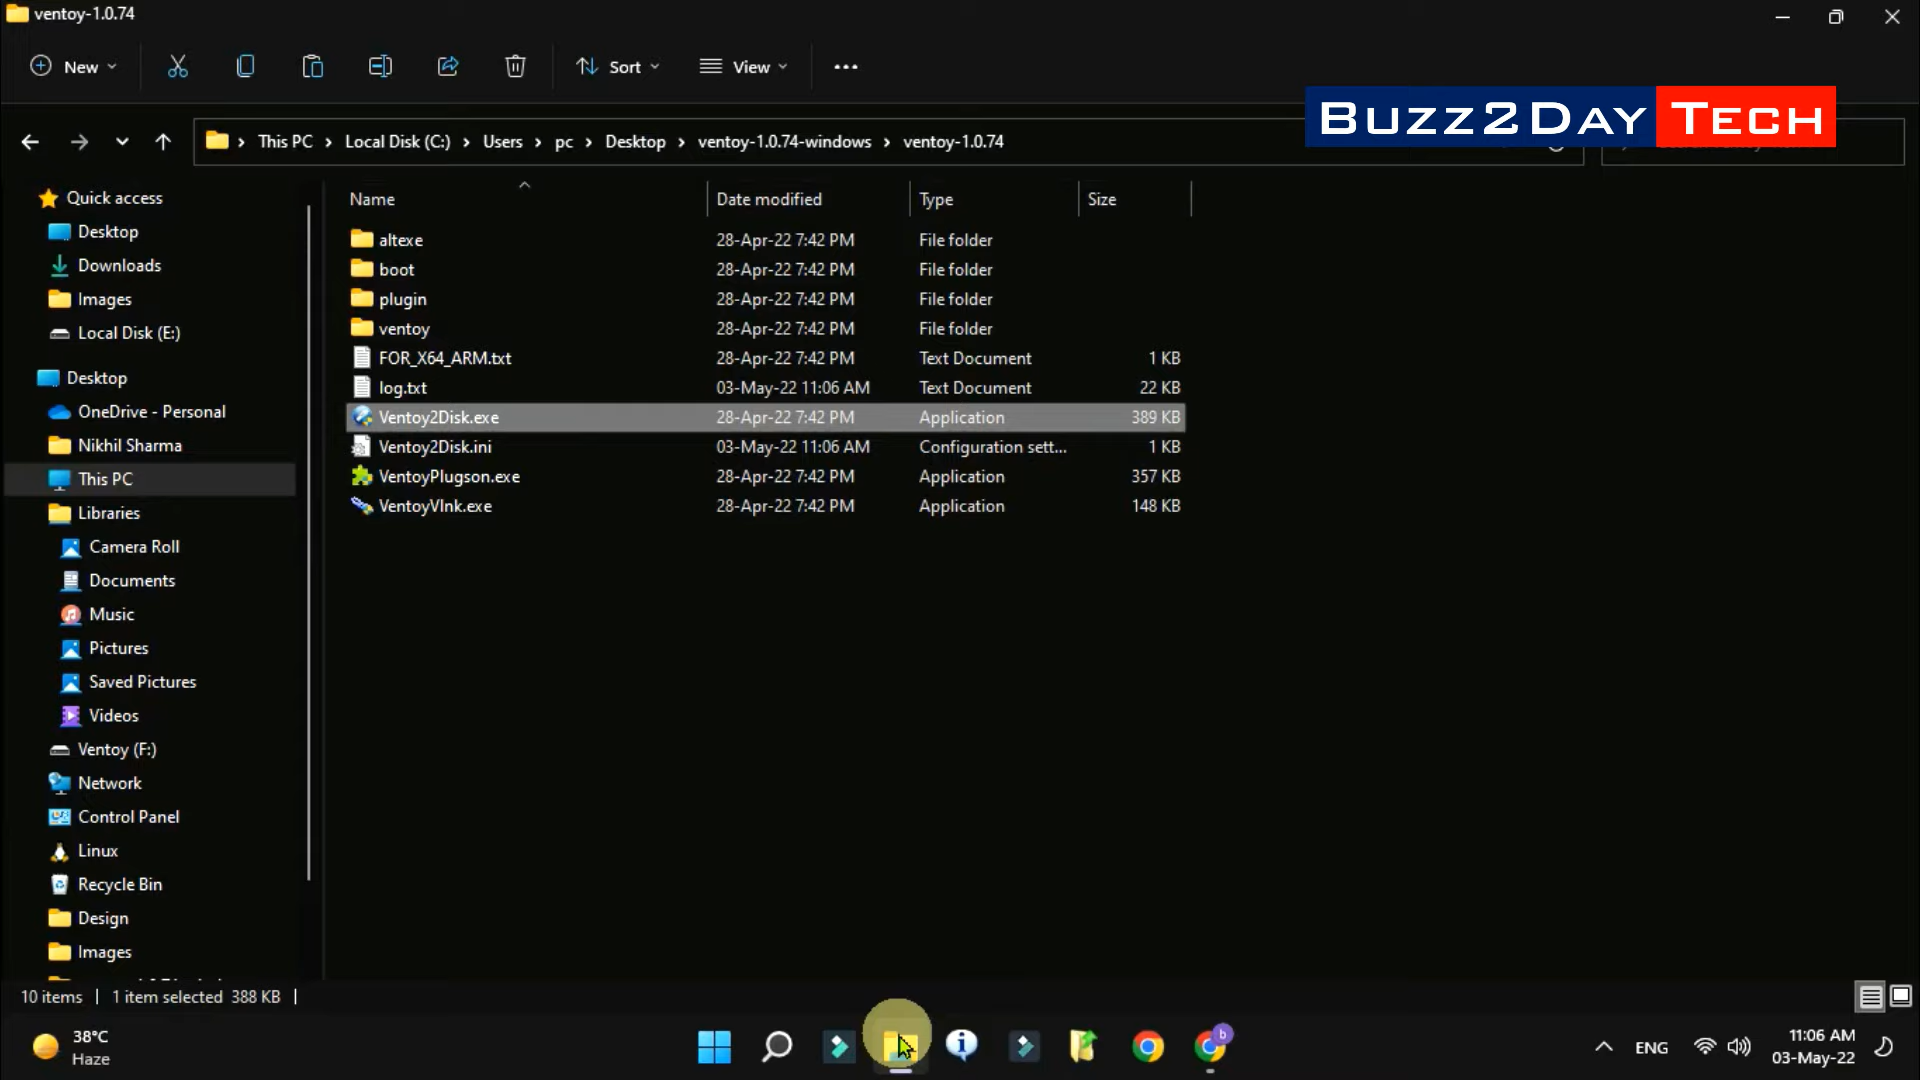 ventoy-1.0.74
New
Sort
View
Buzz2Day Tech
This PC > Local Disk (C:) > Users > pc > Desktop > ventoy-1.0.74-windows > ventoy-1.0.74
Name Date modified Type Size
Quick access
Desktop
Downloads
Images
Local Disk (E:)
Desktop
OneDrive - Personal
Nikhil Sharma
This PC
Libraries
Camera Roll
Documents
Music
Pictures
Saved Pictures
Videos
Ventoy (F:)
Network
Control Panel
Linux
Recycle Bin
Design
Images
altexe 28-Apr-22 7:42 PM File folder
boot 28-Apr-22 7:42 PM File folder
plugin 28-Apr-22 7:42 PM File folder
ventoy 28-Apr-22 7:42 PM File folder
FOR_X64_ARM.txt 28-Apr-22 7:42 PM Text Document 1 KB
log.txt 03-May-22 11:06 AM Text Document 22 KB
Ventoy2Disk.exe 28-Apr-22 7:42 PM Application 389 KB
Ventoy2Disk.ini 03-May-22 11:06 AM Configuration sett... 1 KB
VentoyPlugson.exe 28-Apr-22 7:42 PM Application 357 KB
VentoyVlnk.exe 28-Apr-22 7:42 PM Application 148 KB
10 items | 1 item selected 388 KB |
38°C
Haze
b
ENG
11:06 AM
03-May-22